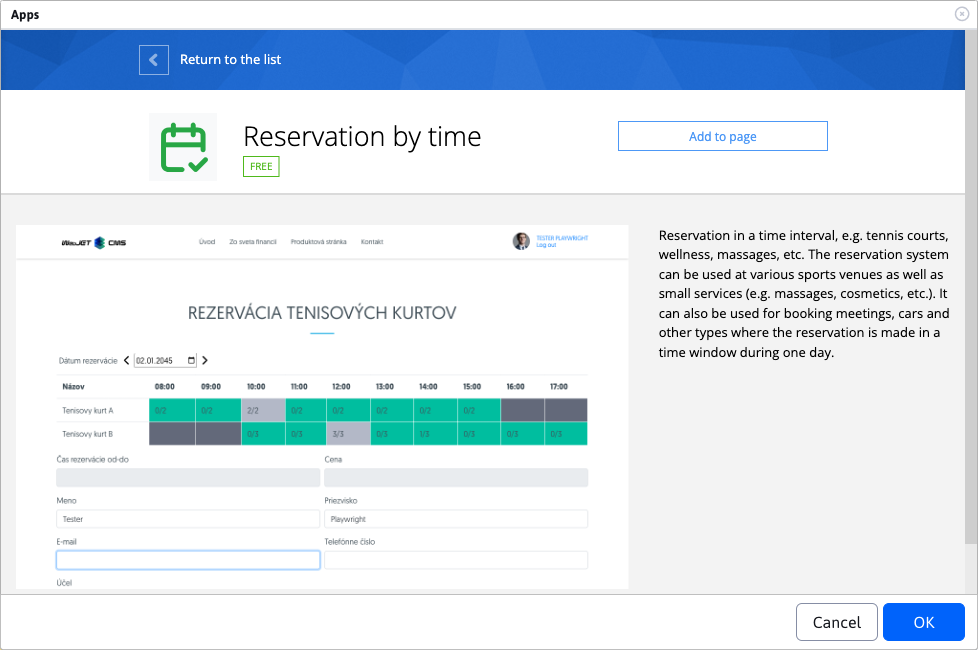 Apps
Return to the list
Reservation by time
FREE
Add to page
WebJET CMS
Úvod Zo sveta financií Produktová stránka Kontakt
TESTER PLAYWRIGHT
Log out
REZERVÁCIA TENISOVÝCH KURTOV
Dátum rezervácie 02.01.2045
Názov 08:00 09:00 10:00 11:00 12:00 13:00 14:00 15:00 16:00 17:00
Tenisovy kurt A 0/2 0/2 2/2 0/2 0/2 0/2 0/2 0/2
Tenisovy kurt B 0/3 0/3 3/3 0/3 1/3 0/3 0/3 0/3
Čas rezervácie od-do Cena
Meno Priezvisko
Tester Playwright
E-mail Telefónne číslo
Účel
Reservation in a time interval, e.g. tennis courts,
wellness, massages, etc. The reservation system
can be used at various sports venues as well as
small services (e.g. massages, cosmetics, etc.). It
can also be used for booking meetings, cars and
other types where the reservation is made in a
time window during one day.
Cancel OK